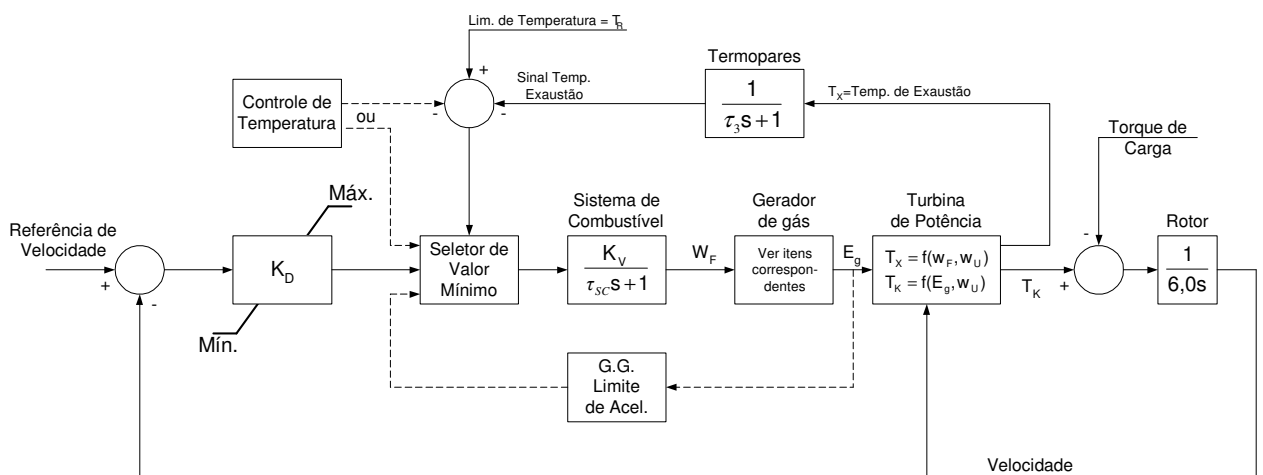 Lim. de Temperatura = T_R
Termopares
Controle de
Temperatura
ou
+
-
-
Sinal Temp.
Exaustão
1
τ₃s+1
T_X=Temp. de Exaustão
Torque de
Carga
Máx.
Referência de
Velocidade
+
-
K_D
Mín.
Seletor de
Valor
Mínimo
Sistema de
Combustível
K_V
τ_SC s+1
W_F
Gerador
de gás
Ver itens
correspon-
dentes
E_g
Turbina
de Potência
T_X = f(w_F, w_U)
T_K = f(E_g, w_U)
T_K
-
+
Rotor
1
6,0s
G.G.
Limite
de Acel.
Velocidade